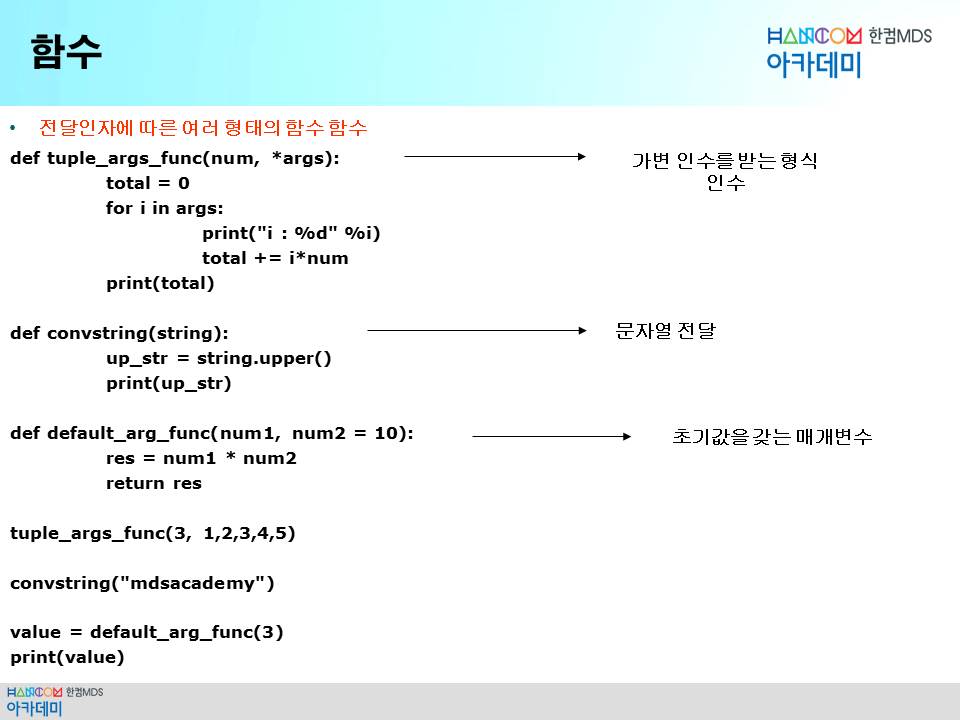 함수
HANCOM 한컴MDS
아카데미
• 전달인자에 따른 여러 형태의 함수 함수
def tuple_args_func(num, *args):
가변 인수를 받는 형식
인수
total = 0
for i in args:
print("i : %d" %i)
total += i*num
print(total)
def convstring(string):
문자열 전달
up_str = string.upper()
print(up_str)
def default_arg_func(num1, num2 = 10):
초기값을 갖는 매개변수
res = num1 * num2
return res
tuple_args_func(3, 1,2,3,4,5)
convstring("mdsacademy")
value = default_arg_func(3)
print(value)
HANCOM 한컴MDS
아카데미